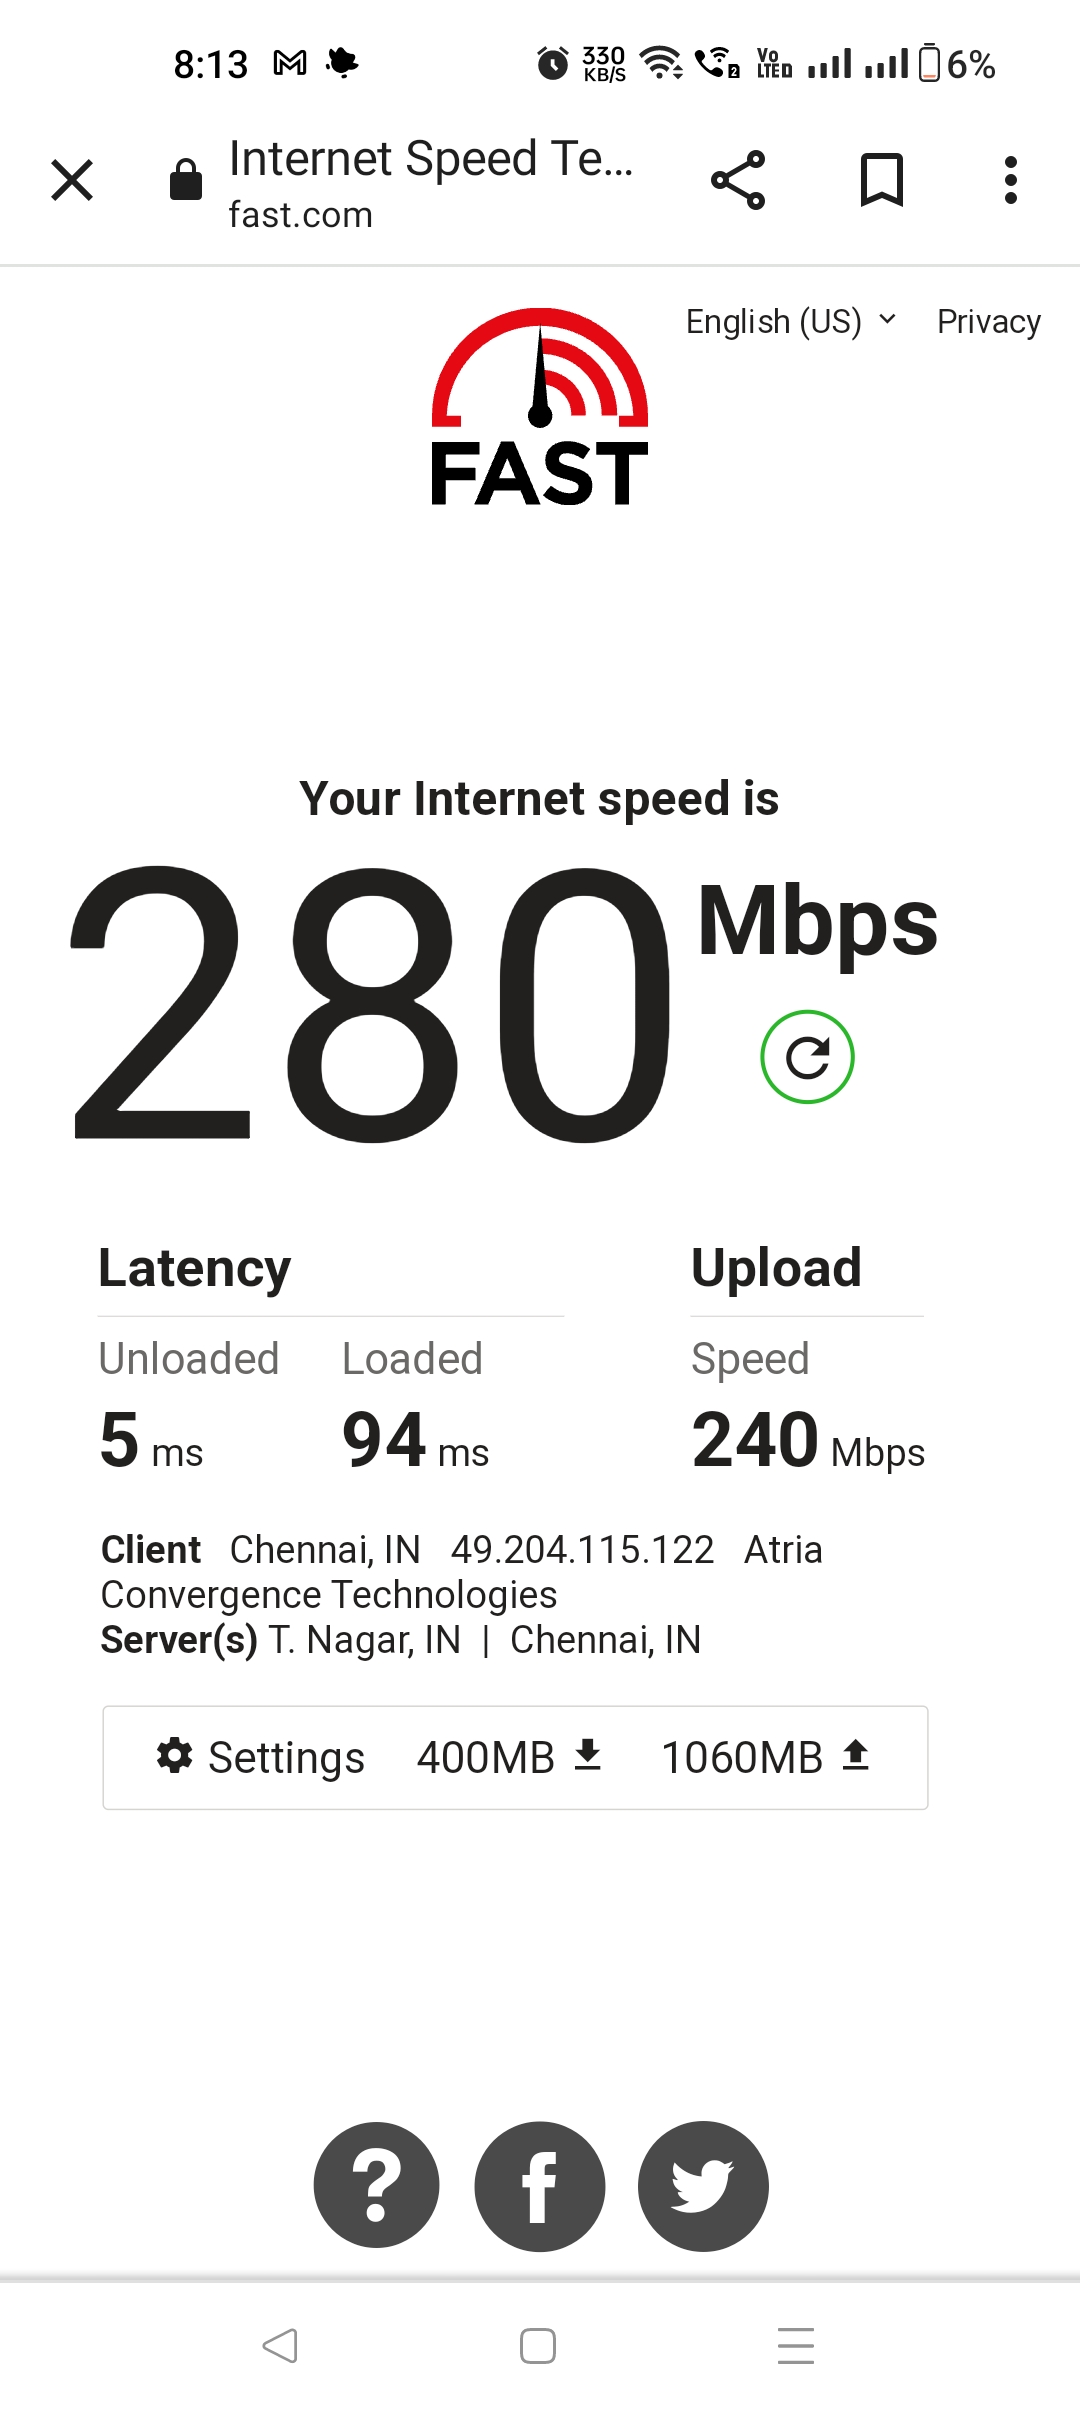 8:13 330 KB/S 2 Vo LTED 6%
Internet Speed Te...
fast.com
English (US) Privacy
FAST
Your Internet speed is
280 Mbps
Latency Upload
Unloaded Loaded Speed
5 ms 94 ms 240 Mbps
Client Chennai, IN 49.204.115.122 Atria
Convergence Technologies
Server(s) T. Nagar, IN | Chennai, IN
Settings 400MB 1060MB